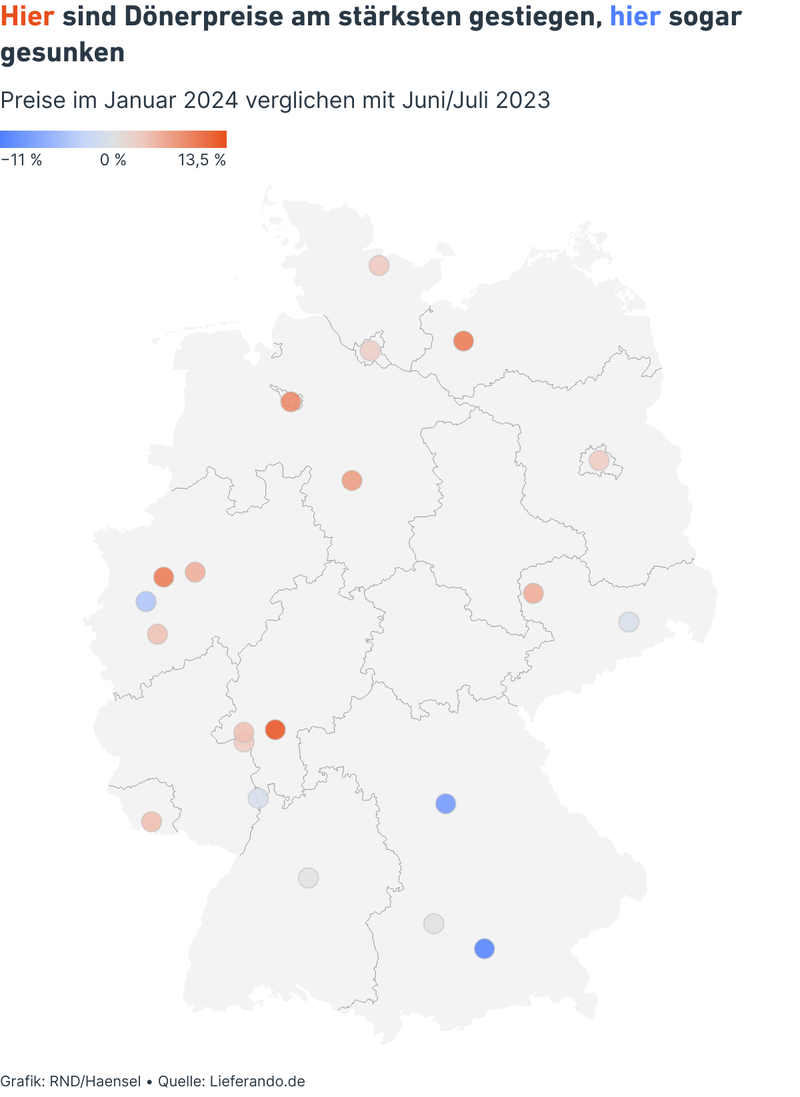 Hier sind Dönerpreise am stärksten gestiegen, hier sogar
gesunken
Preise im Januar 2024 verglichen mit Juni/Juli 2023
−11 % 0 % 13,5 %
Grafik: RND/Haensel • Quelle: Lieferando.de